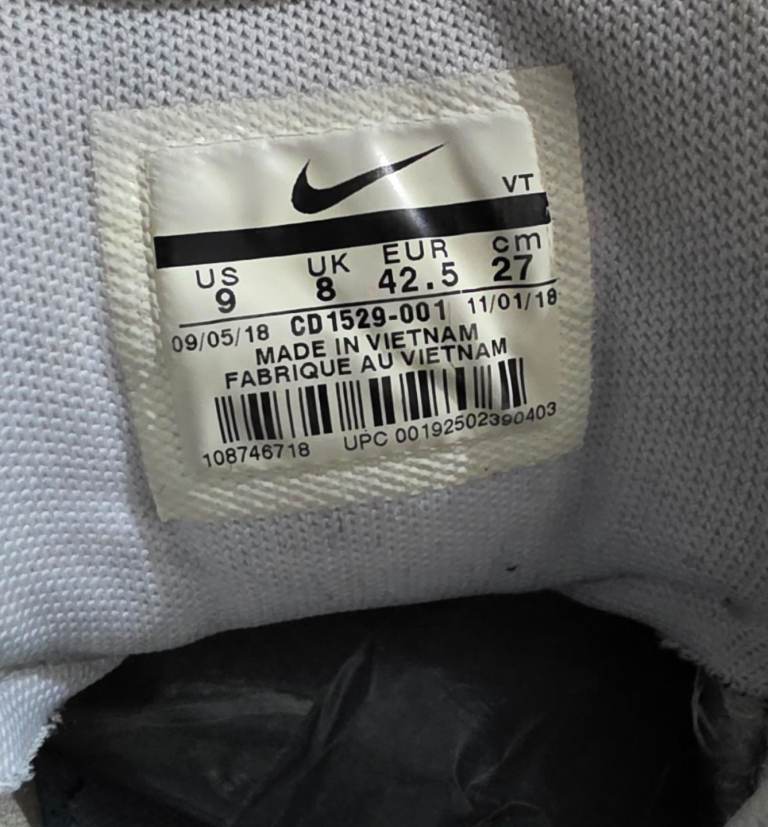 VT
US UK EUR cm
9 8 42.5 27
09/05/18 CD1529-001 11/01/18
MADE IN VIETNAM
FABRIQUE AU VIETNAM
108746718 UPC 00192502390403